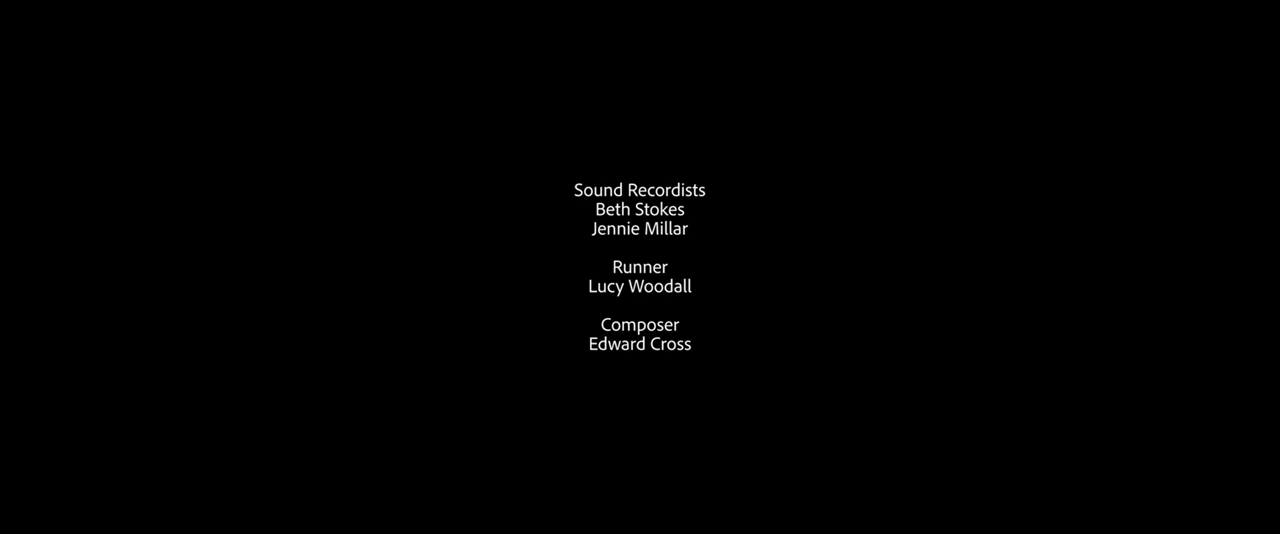 Sound Recordists
Beth Stokes
Jennie Millar
Runner
Lucy Woodall
Composer
Edward Cross